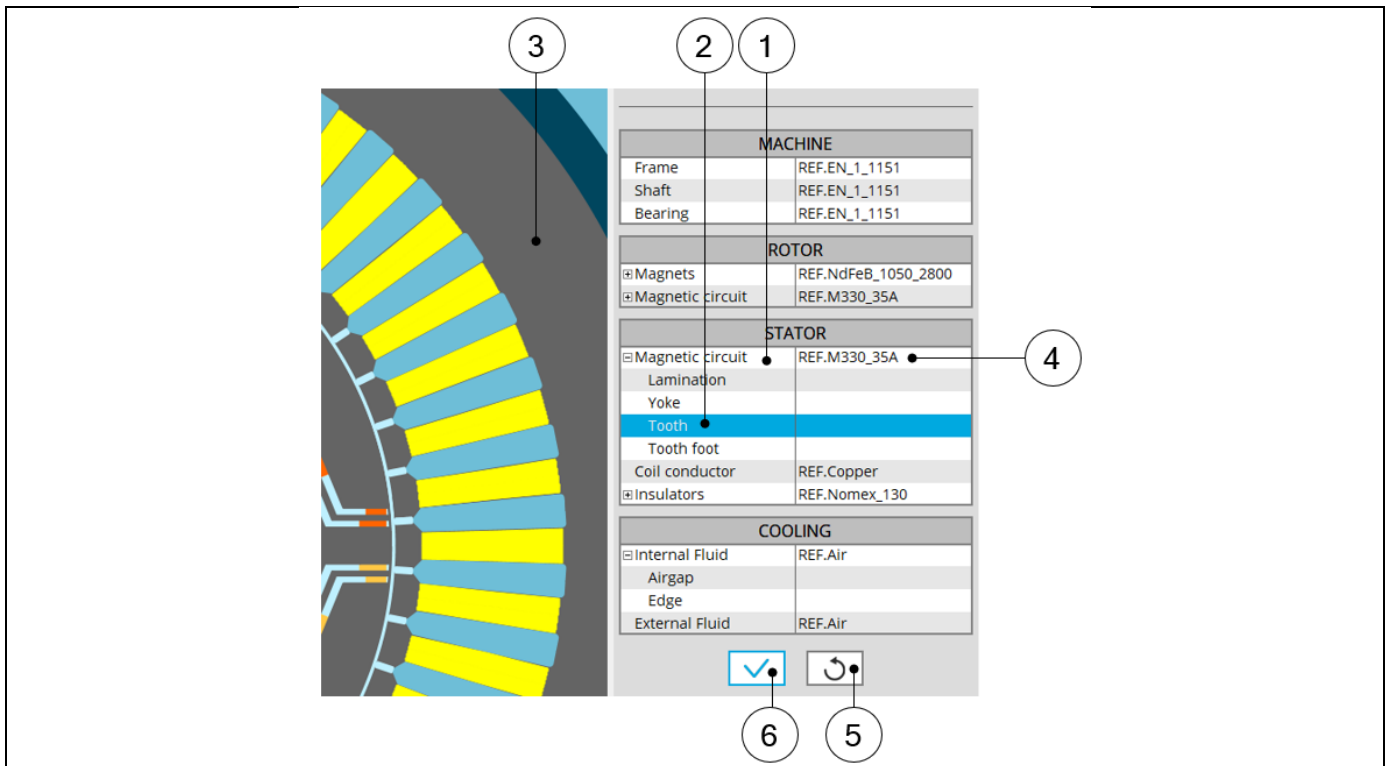 3 2 1
MACHINE
Frame REF.EN_1_1151
Shaft REF.EN_1_1151
Bearing REF.EN_1_1151
ROTOR
Magnets REF.NdFeB_1050_2800
Magnetic circuit REF.M330_35A
STATOR
Magnetic circuit REF.M330_35A 4
Lamination
Yoke
Tooth
Tooth foot
Coil conductor REF.Copper
Insulators REF.Nomex_130
COOLING
Internal Fluid REF.Air
Airgap
Edge
External Fluid REF.Air
6 5